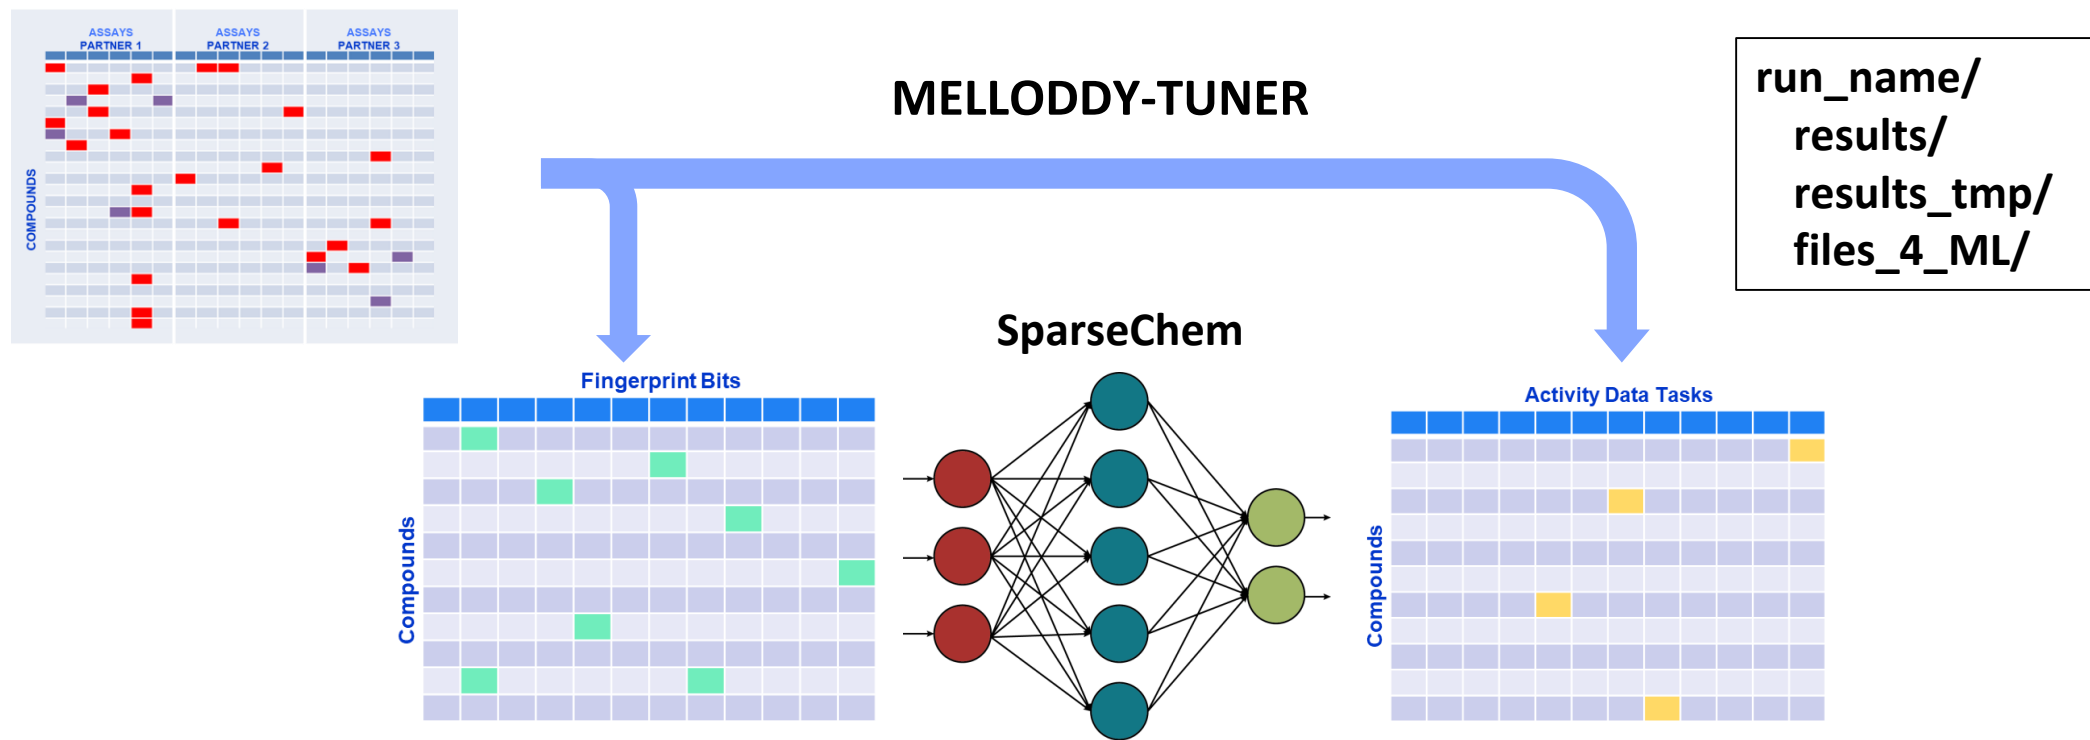 ASSAYS
PARTNER 1
ASSAYS
PARTNER 2
ASSAYS
PARTNER 3
COMPOUNDS
MELLODDY-TUNER
run_name/
results/
results_tmp/
files_4_ML/
SparseChem
Fingerprint Bits
Compounds
Activity Data Tasks
Compounds